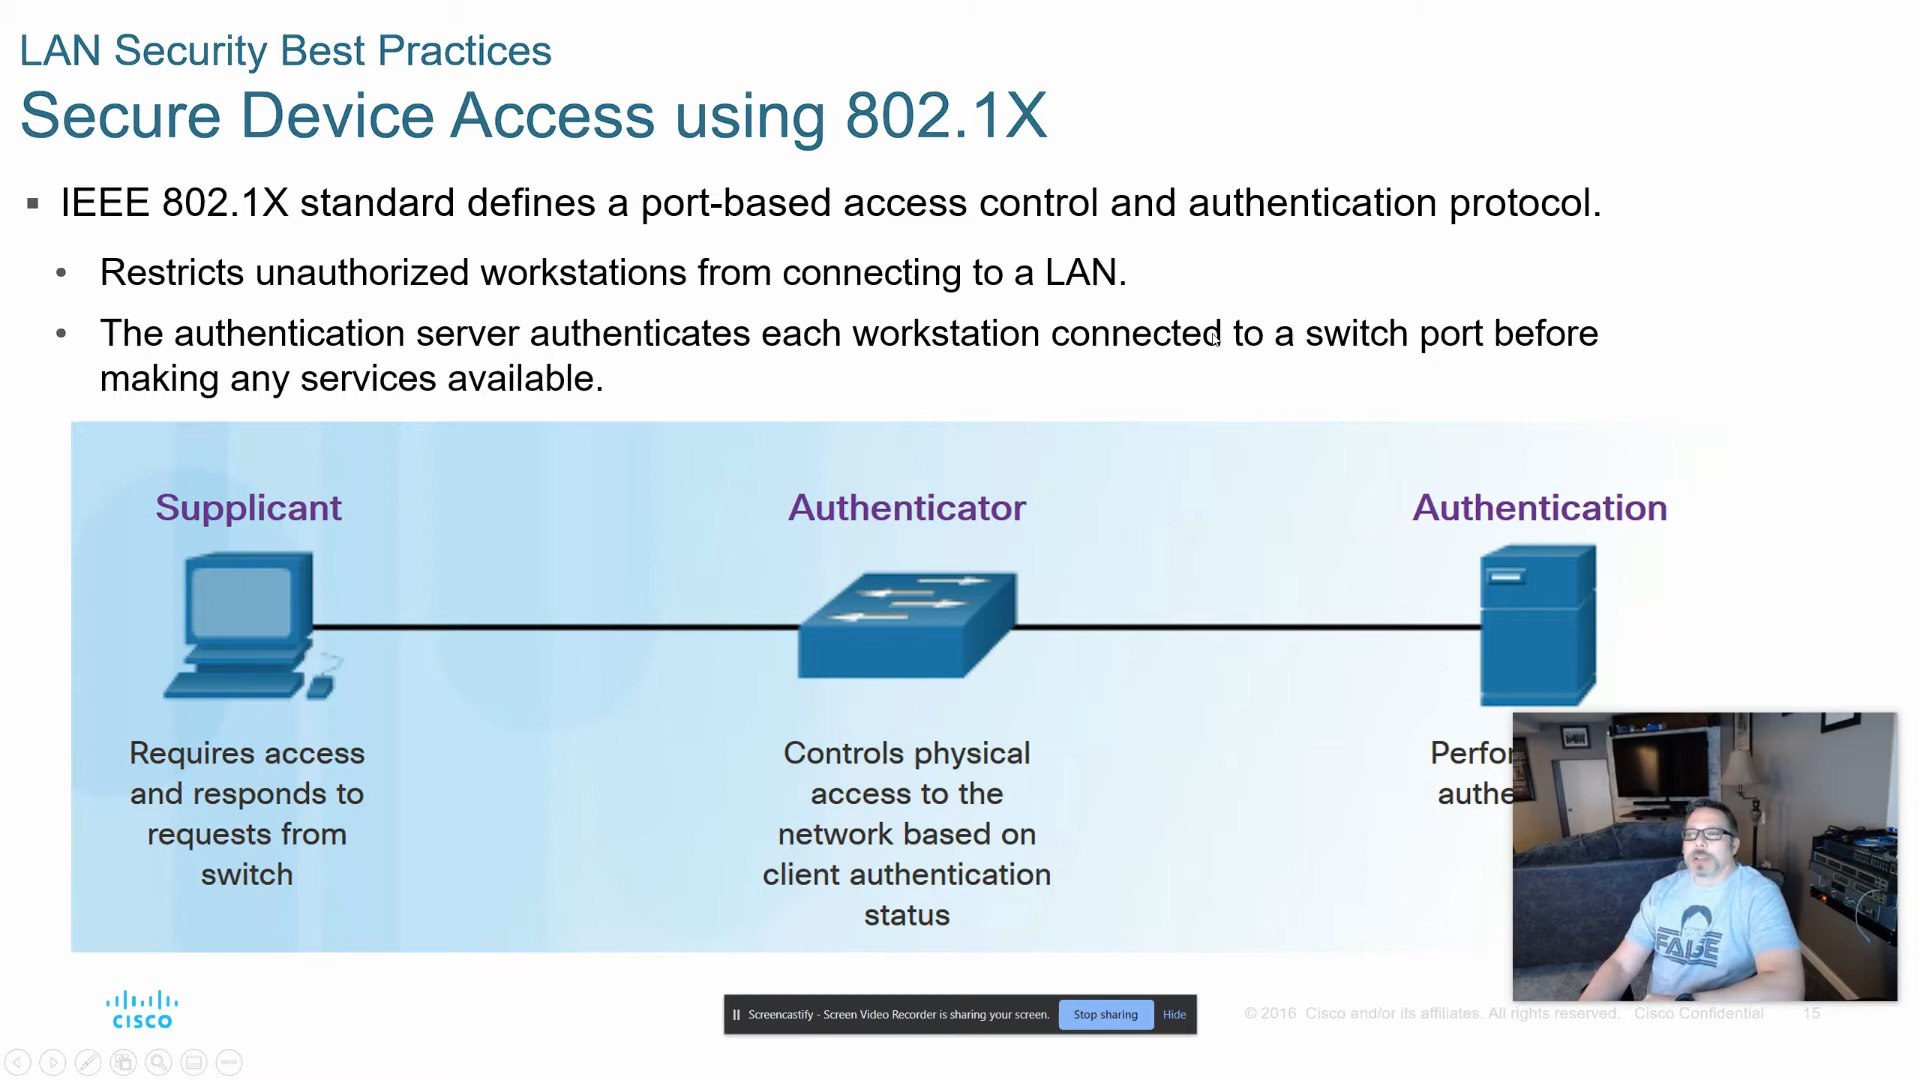 LAN Security Best Practices
Secure Device Access using 802.1X
▪ IEEE 802.1X standard defines a port-based access control and authentication protocol.
• Restricts unauthorized workstations from connecting to a LAN.
• The authentication server authenticates each workstation connected to a switch port before
making any services available.
Supplicant
Authenticator
Authentication
Requires access
and responds to
requests from
switch
Controls physical
access to the
network based on
client authentication
status
Perfor
authe
CISCO
Screencastify - Screen Video Recorder is sharing your screen.
Stop sharing
Hide
© 2016 Cisco and/or its affiliates. All rights reserved. Cisco Confidential
15